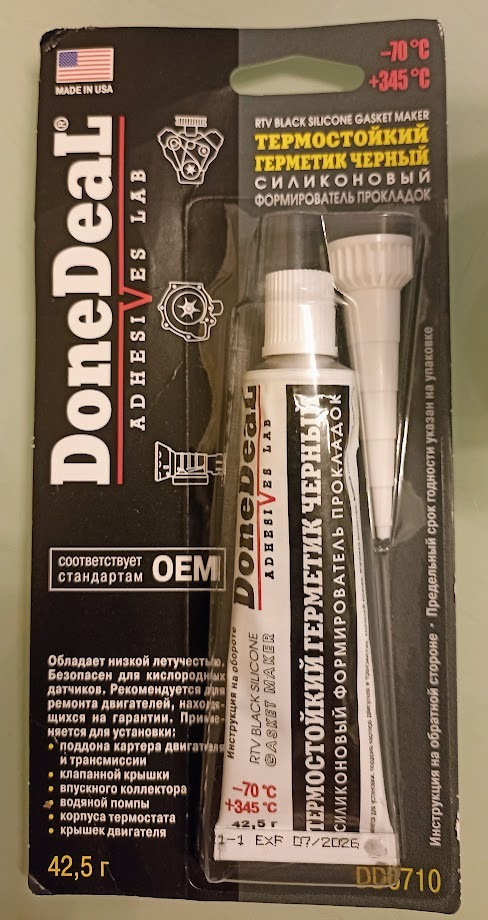 MADE IN USA
-70 °C
+345 °C
RTV BLACK SILICONE GASKET MAKER
ТЕРМОСТОЙКИЙ
ГЕРМЕТИК ЧЕРНЫЙ
СИЛИКОНОВЫЙ
ФОРМИРОВАТЕЛЬ ПРОКЛАДОК
DoneDeaL®
ADHESIVES LAB
соответствует
стандартам OEM
Обладает низкой летучестью.
Безопасен для кислородных
датчиков. Рекомендуется для
ремонта двигателей, находя-
щихся на гарантии. Приме-
няется для установки:
• поддона картера двигателя
и трансмиссии
• клапанной крышки
• впускного коллектора
• водяной помпы
• корпуса термостата
• крышек двигателя
42,5 г
DoneDeaL
ADHESIVES LAB
ТЕРМОСТОЙКИЙ ГЕРМЕТИК ЧЕРНЫЙ
СИЛИКОНОВЫЙ ФОРМИРОВАТЕЛЬ ПРОКЛАДОК
Инструкция на обороте
RTV BLACK SILICONE
GASKET MAKER
-70 °C
+345 °C
42,5 г
1-1 EXP 07/2026
Инструкция на обратной стороне • Предельный срок годности указан на упаковке
DD6710